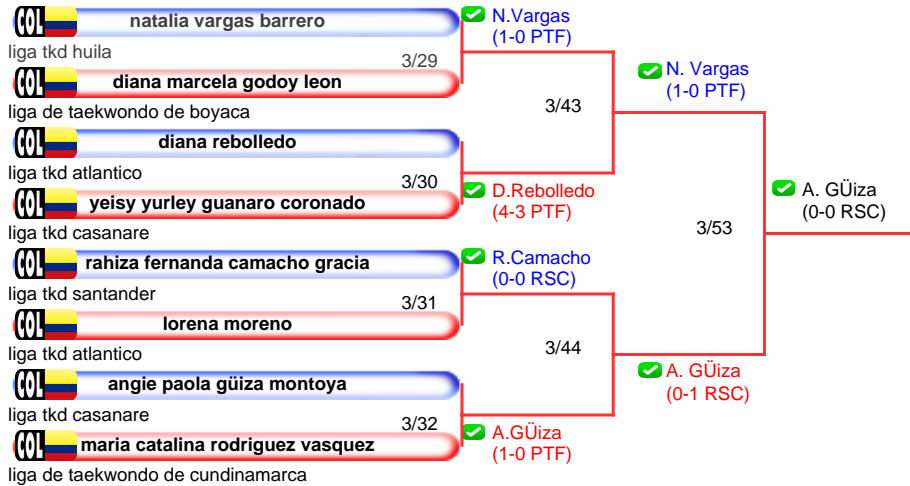 COL natalia vargas barrero
liga tkd huila
3/29
COL diana marcela godoy leon
liga de taekwondo de boyaca
COL diana rebolledo
liga tkd atlantico
3/30
COL yeisy yurley guanaro coronado
liga tkd casanare
COL rahiza fernanda camacho gracia
liga tkd santander
3/31
COL lorena moreno
liga tkd atlantico
COL angie paola güiza montoya
liga tkd casanare
3/32
COL maria catalina rodriguez vasquez
liga de taekwondo de cundinamarca
N.Vargas
(1-0 PTF)
3/43
D.Rebolledo
(4-3 PTF)
R.Camacho
(0-0 RSC)
3/44
A.GÜiza
(1-0 PTF)
N. Vargas
(1-0 PTF)
3/53
A. GÜiza
(0-1 RSC)
A. GÜiza
(0-0 RSC)